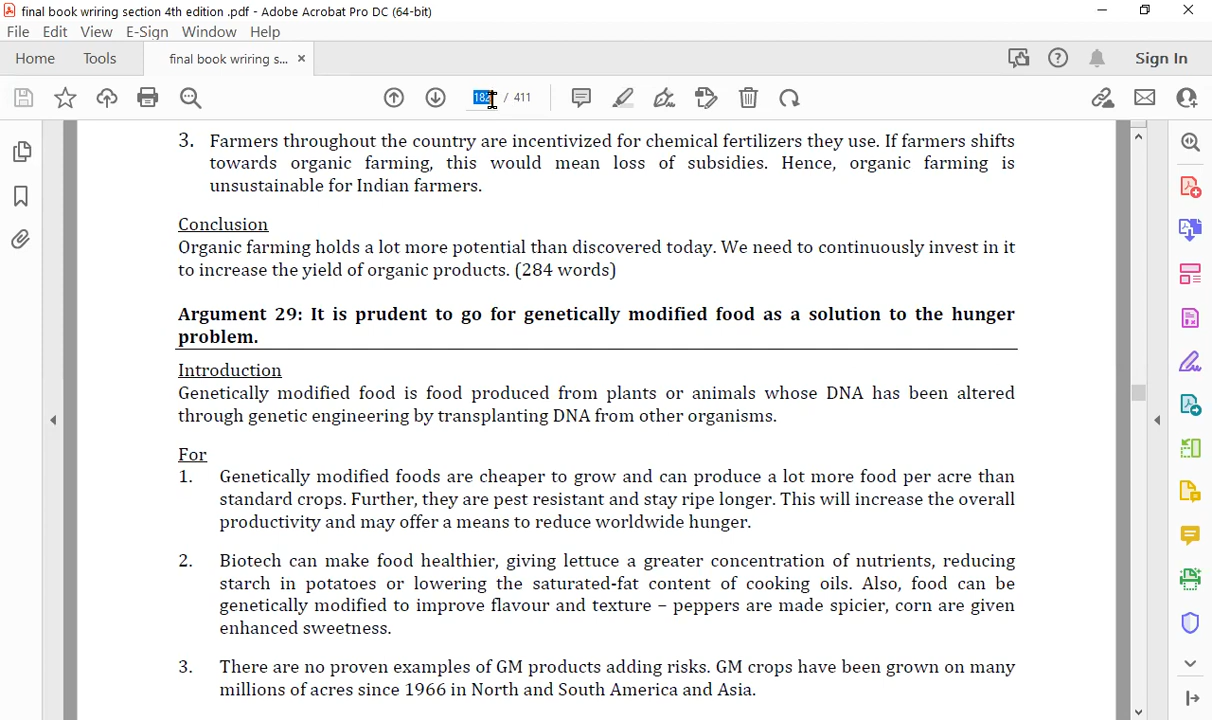 final book wriring section 4th edition .pdf - Adobe Acrobat Pro DC (64-bit)
File Edit View E-Sign Window Help
Home Tools final book wriring s... × Sign In
182 / 411
3. Farmers throughout the country are incentivized for chemical fertilizers they use. If farmers shifts
towards organic farming, this would mean loss of subsidies. Hence, organic farming is
unsustainable for Indian farmers.
Conclusion
Organic farming holds a lot more potential than discovered today. We need to continuously invest in it
to increase the yield of organic products. (284 words)
Argument 29: It is prudent to go for genetically modified food as a solution to the hunger
problem.
Introduction
Genetically modified food is food produced from plants or animals whose DNA has been altered
through genetic engineering by transplanting DNA from other organisms.
For
1. Genetically modified foods are cheaper to grow and can produce a lot more food per acre than
standard crops. Further, they are pest resistant and stay ripe longer. This will increase the overall
productivity and may offer a means to reduce worldwide hunger.
2. Biotech can make food healthier, giving lettuce a greater concentration of nutrients, reducing
starch in potatoes or lowering the saturated-fat content of cooking oils. Also, food can be
genetically modified to improve flavour and texture – peppers are made spicier, corn are given
enhanced sweetness.
3. There are no proven examples of GM products adding risks. GM crops have been grown on many
millions of acres since 1966 in North and South America and Asia.